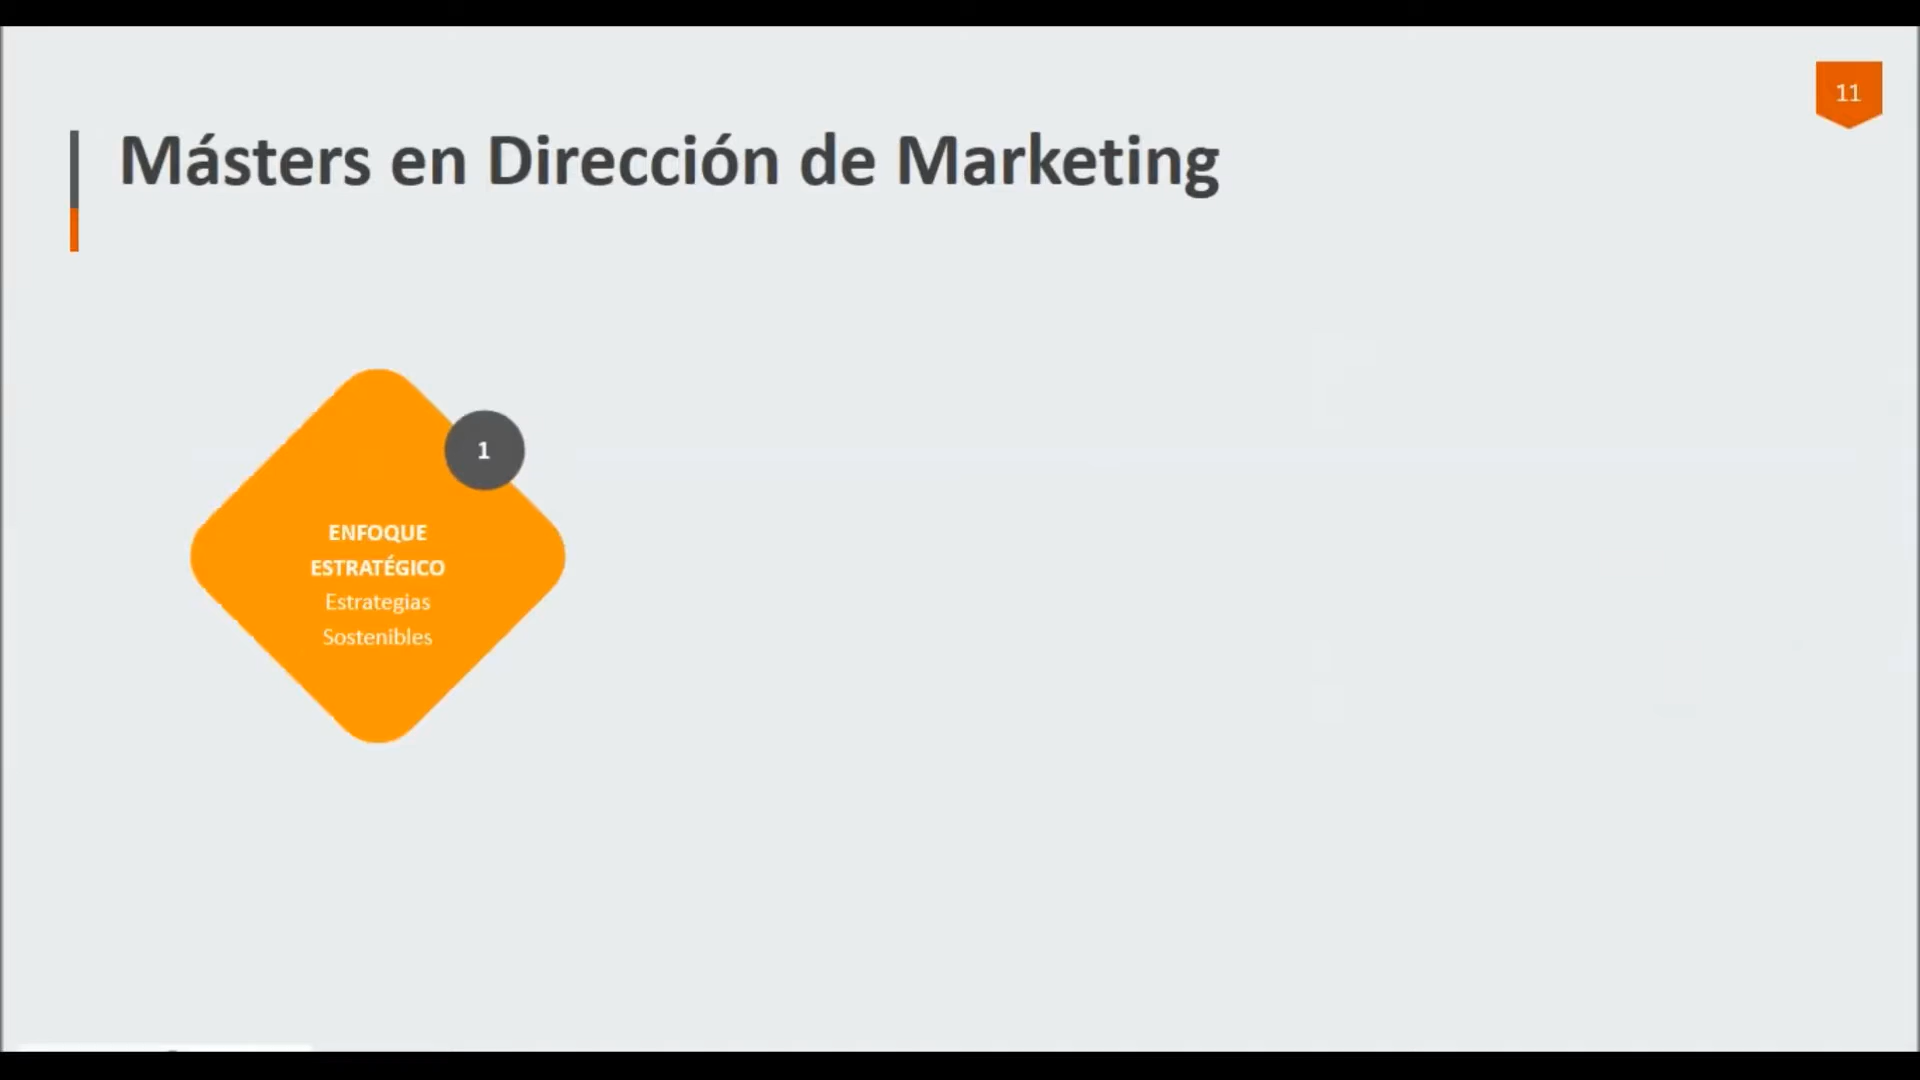 11
Másters en Dirección de Marketing
1
ENFOQUE
ESTRATÉGICO
Estrategias
Sostenibles